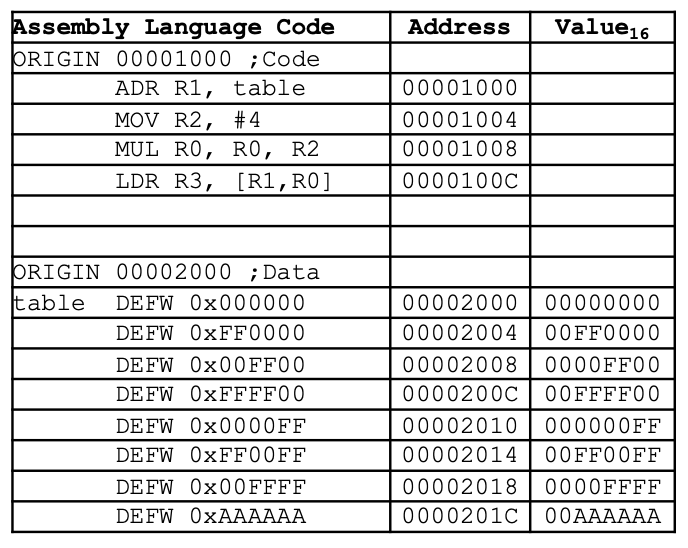 Assembly Language Code Address Value16
ORIGIN 00001000 ;Code
ADR R1, table 00001000
MOV R2, #4 00001004
MUL R0, R0, R2 00001008
LDR R3, [R1,R0] 0000100C
ORIGIN 00002000 ;Data
table DEFW 0x000000 00002000 00000000
DEFW 0xFF0000 00002004 00FF0000
DEFW 0x00FF00 00002008 0000FF00
DEFW 0xFFFF00 0000200C 00FFFF00
DEFW 0x0000FF 00002010 000000FF
DEFW 0xFF00FF 00002014 00FF00FF
DEFW 0x00FFFF 00002018 0000FFFF
DEFW 0xAAAAAA 0000201C 00AAAAAA